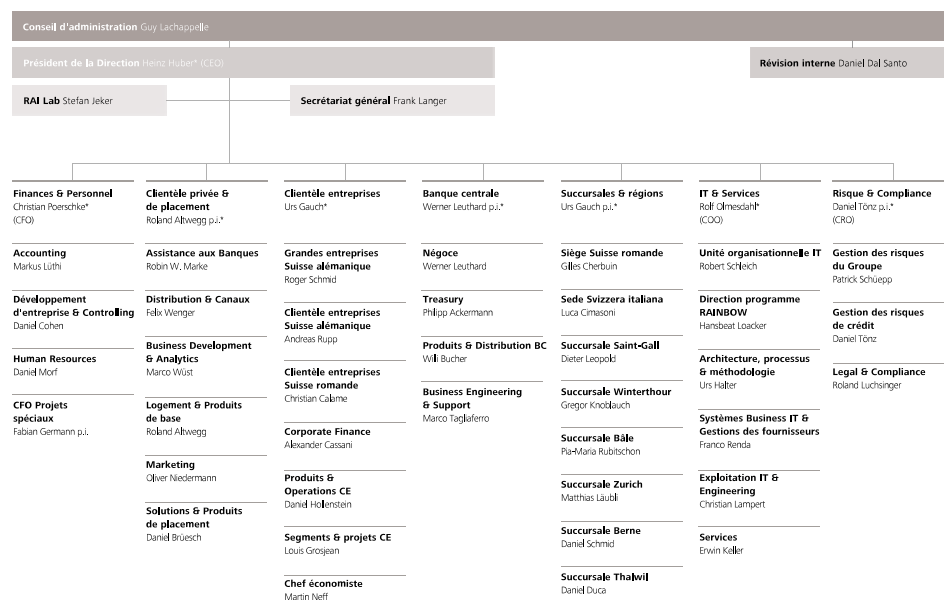 Conseil d'administration Guy Lachappelle
Président de la Direction Heinz Huber* (CEO)
Révision interne Daniel Dal Santo
RAI Lab Stefan Jeker
Secrétariat général Frank Langer
Finances & Personnel
Christian Poerschke*
(CFO)
Accounting
Markus Lüthi
Développement
d'entreprise & Controlling
Daniel Cohen
Human Resources
Daniel Morf
CFO Projets
spéciaux
Fabian Germann p.i.
Clientèle privée &
de placement
Roland Altwegg p.i.*
Assistance aux Banques
Robin W. Marke
Distribution & Canaux
Felix Wenger
Business Development
& Analytics
Marco Wüst
Logement & Produits
de base
Roland Altwegg
Marketing
Oliver Niedermann
Solutions & Produits
de placement
Daniel Brüesch
Clientèle entreprises
Urs Gauch*
Grandes entreprises
Suisse alémanique
Roger Schmid
Clientèle entreprises
Suisse alémanique
Andreas Rupp
Clientèle entreprises
Suisse romande
Christian Calame
Corporate Finance
Alexander Cassani
Produits &
Operations CE
Daniel Hollenstein
Segments & projets CE
Louis Grosjean
Chef économiste
Martin Neff
Banque centrale
Werner Leuthard p.i.*
Négoce
Werner Leuthard
Treasury
Philipp Ackermann
Produits & Distribution BC
Willi Bucher
Business Engineering
& Support
Marco Tagliaferro
Succursales & régions
Urs Gauch p.i.*
Siège Suisse romande
Gilles Cherbuin
Sede Svizzera italiana
Luca Cimasoni
Succursale Saint-Gall
Dieter Leopold
Succursale Winterthour
Gregor Knoblauch
Succursale Bâle
Pia-Maria Rubitschon
Succursale Zurich
Matthias Läubli
Succursale Berne
Daniel Schmid
Succursale Thalwil
Daniel Duca
IT & Services
Rolf Olmesdahl*
(COO)
Unité organisationnelle IT
Robert Schleich
Direction programme
RAINBOW
Hansbeat Loacker
Architecture, processus
& méthodologie
Urs Halter
Systèmes Business IT &
Gestions des fournisseurs
Franco Renda
Exploitation IT &
Engineering
Christian Lampert
Services
Erwin Keller
Risque & Compliance
Daniel Tönz p.i.*
(CRO)
Gestion des risques
du Groupe
Patrick Schüepp
Gestion des risques
de crédit
Daniel Tönz
Legal & Compliance
Roland Luchsinger